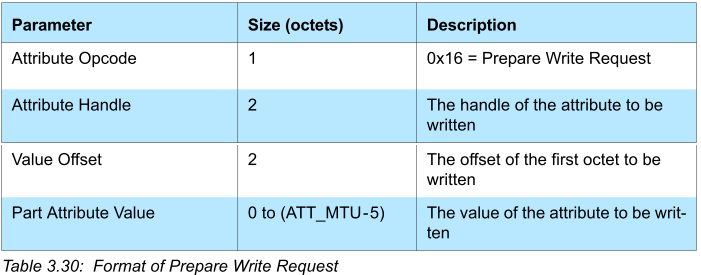 Parameter Size (octets) Description
Attribute Opcode 1 0x16 = Prepare Write Request
Attribute Handle 2 The handle of the attribute to be
written
Value Offset 2 The offset of the first octet to be
written
Part Attribute Value 0 to (ATT_MTU-5) The value of the attribute to be writ-
ten
Table 3.30: Format of Prepare Write Request